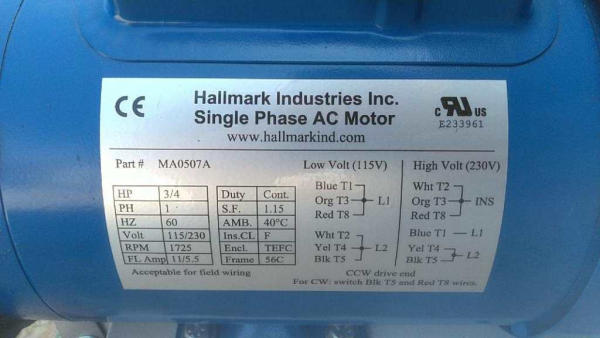 CE
Hallmark Industries Inc.
Single Phase AC Motor
www.hallmarkind.com
C RU US
E233961
Part # MA0507A
HP 3/4
PH 1
HZ 60
Volt 115/230
RPM 1725
FL Amp 11/5.5
Duty Cont.
S.F. 1.15
AMB. 40°C
Ins.CL F
Encl. TEFC
Frame 56C
Acceptable for field wiring
Low Volt (115V)
Blue T1
Org T3 L1
Red T8
Wht T2
Yel T4 L2
Blk T5
High Volt (230V)
Wht T2
Org T3 INS
Red T8
Blue T1 L1
Yel T4 L2
Blk T5
CCW drive end
For CW: switch Blk T5 and Red T8 wires.